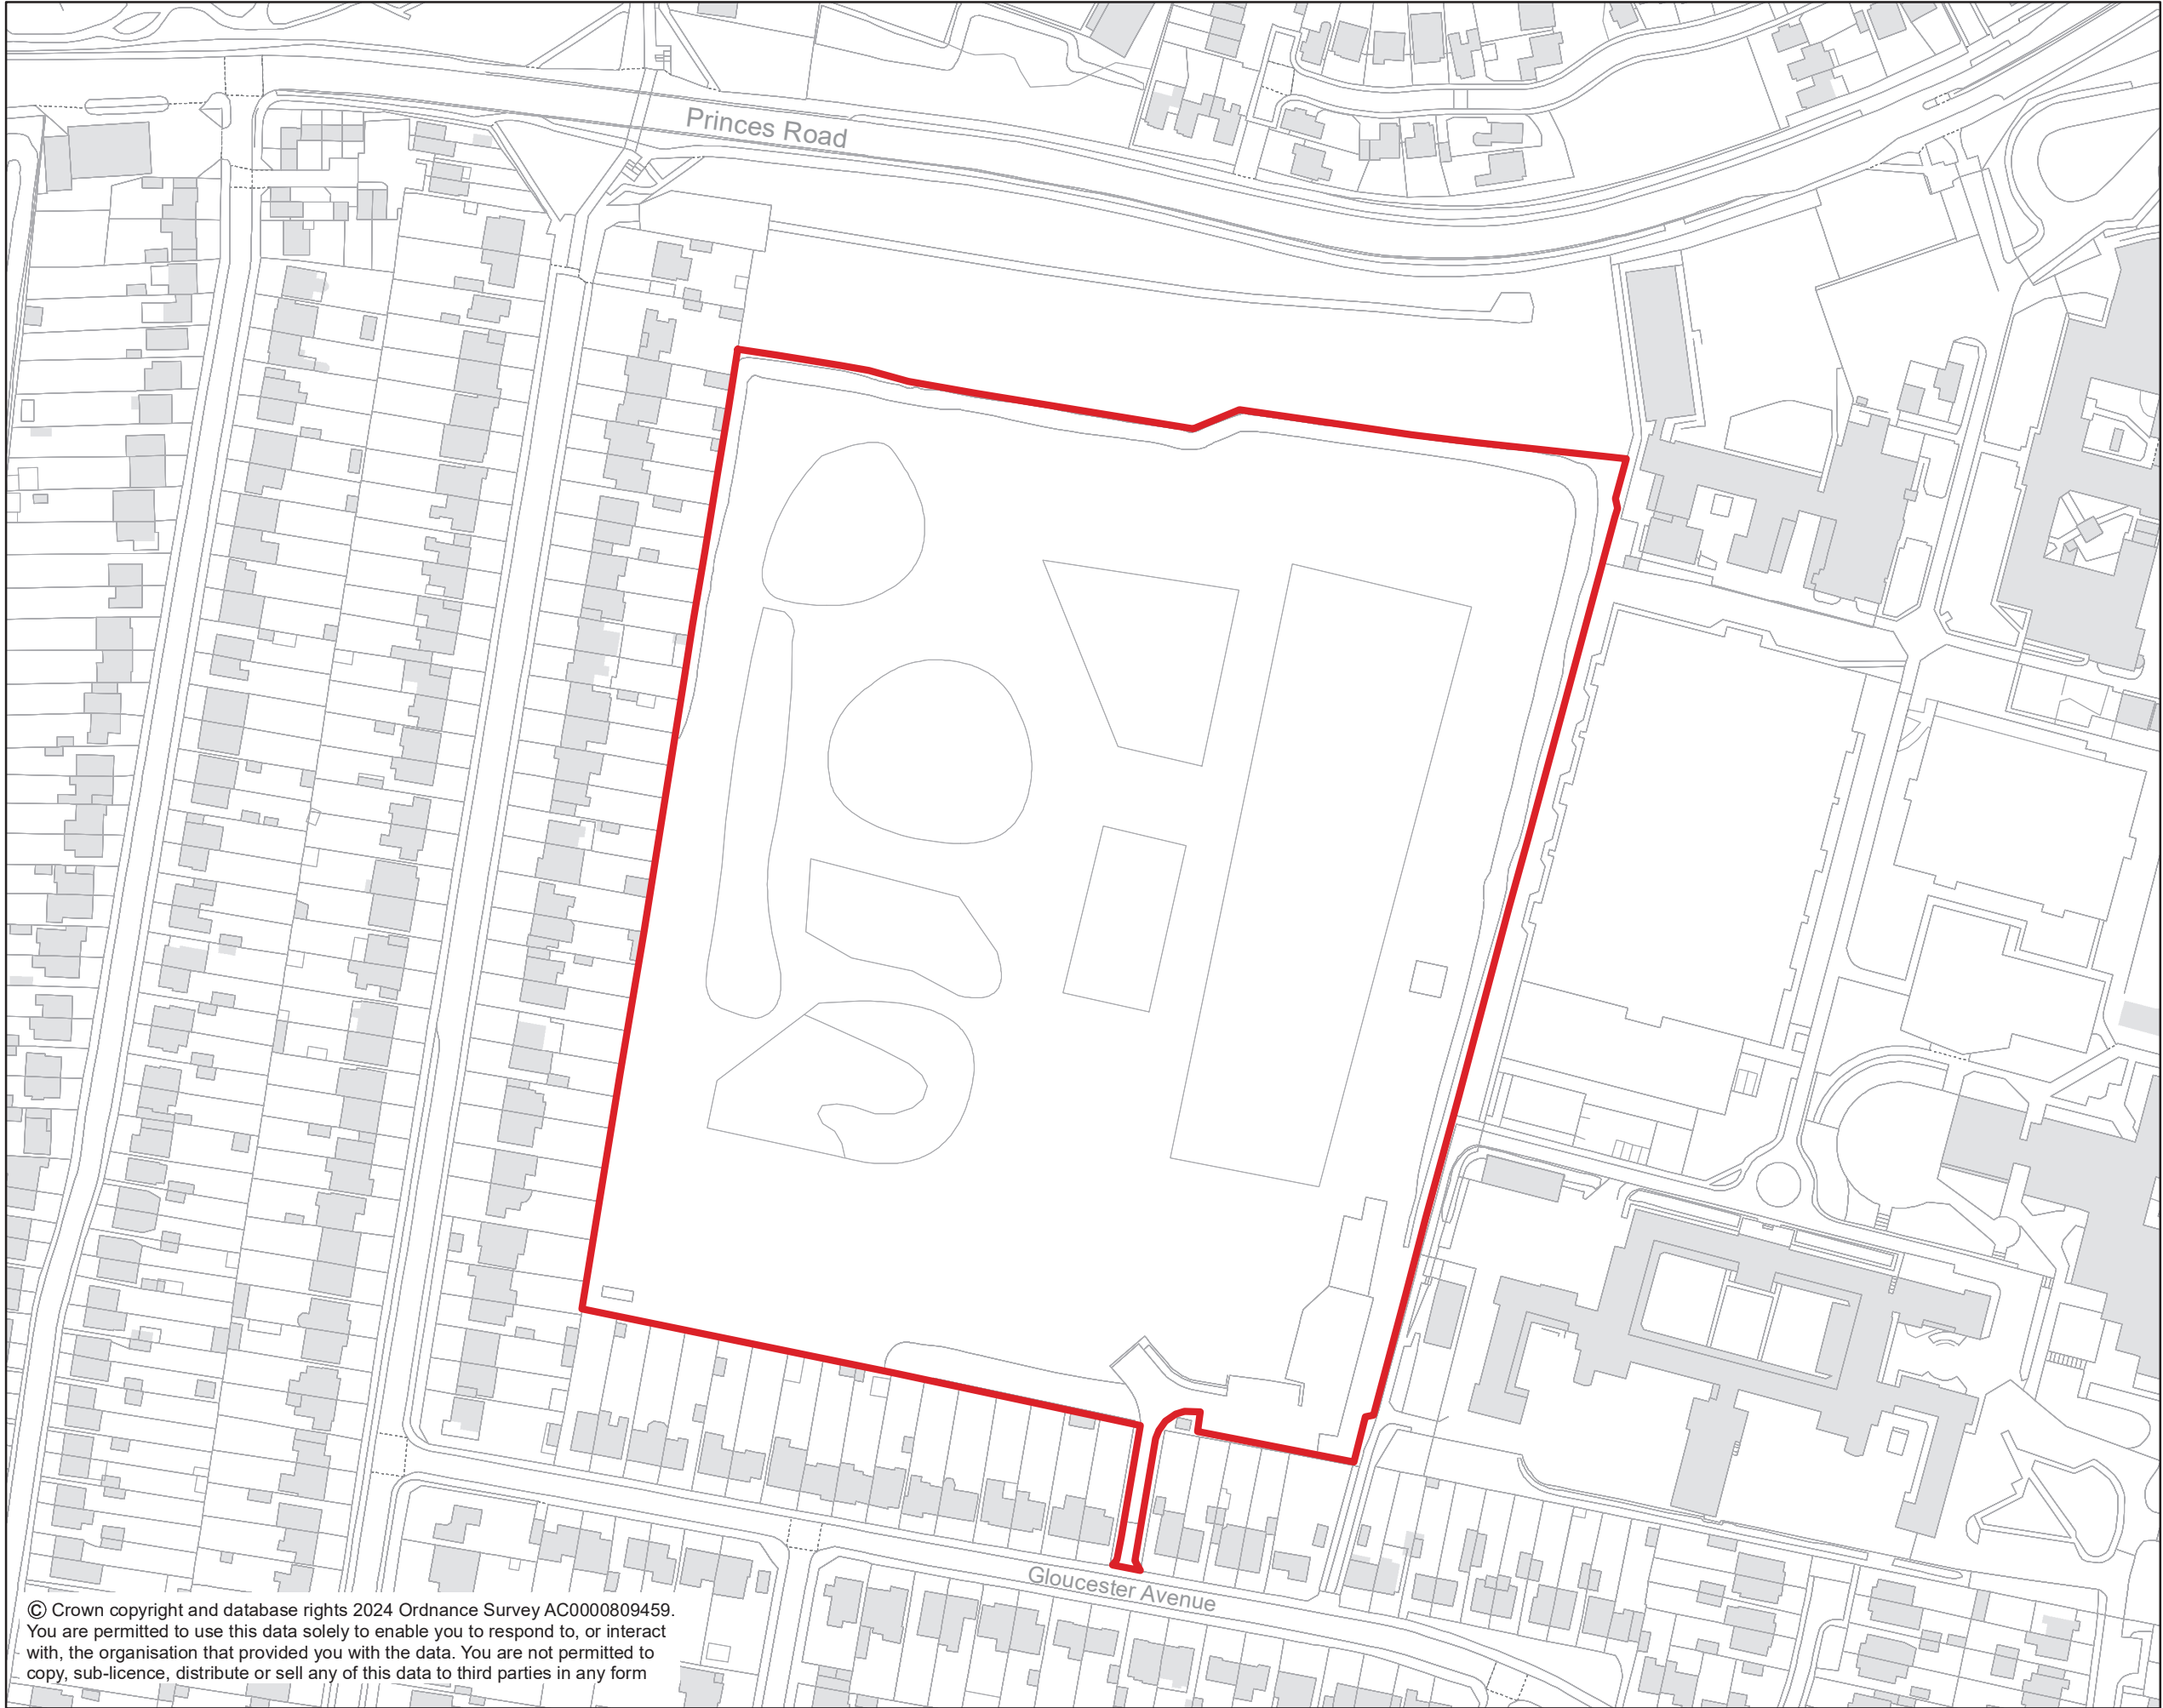 Princes Road
Gloucester Avenue
© Crown copyright and database rights 2024 Ordnance Survey AC0000809459.
You are permitted to use this data solely to enable you to respond to, or interact
with, the organisation that provided you with the data. You are not permitted to
copy, sub-licence, distribute or sell any of this data to third parties in any form